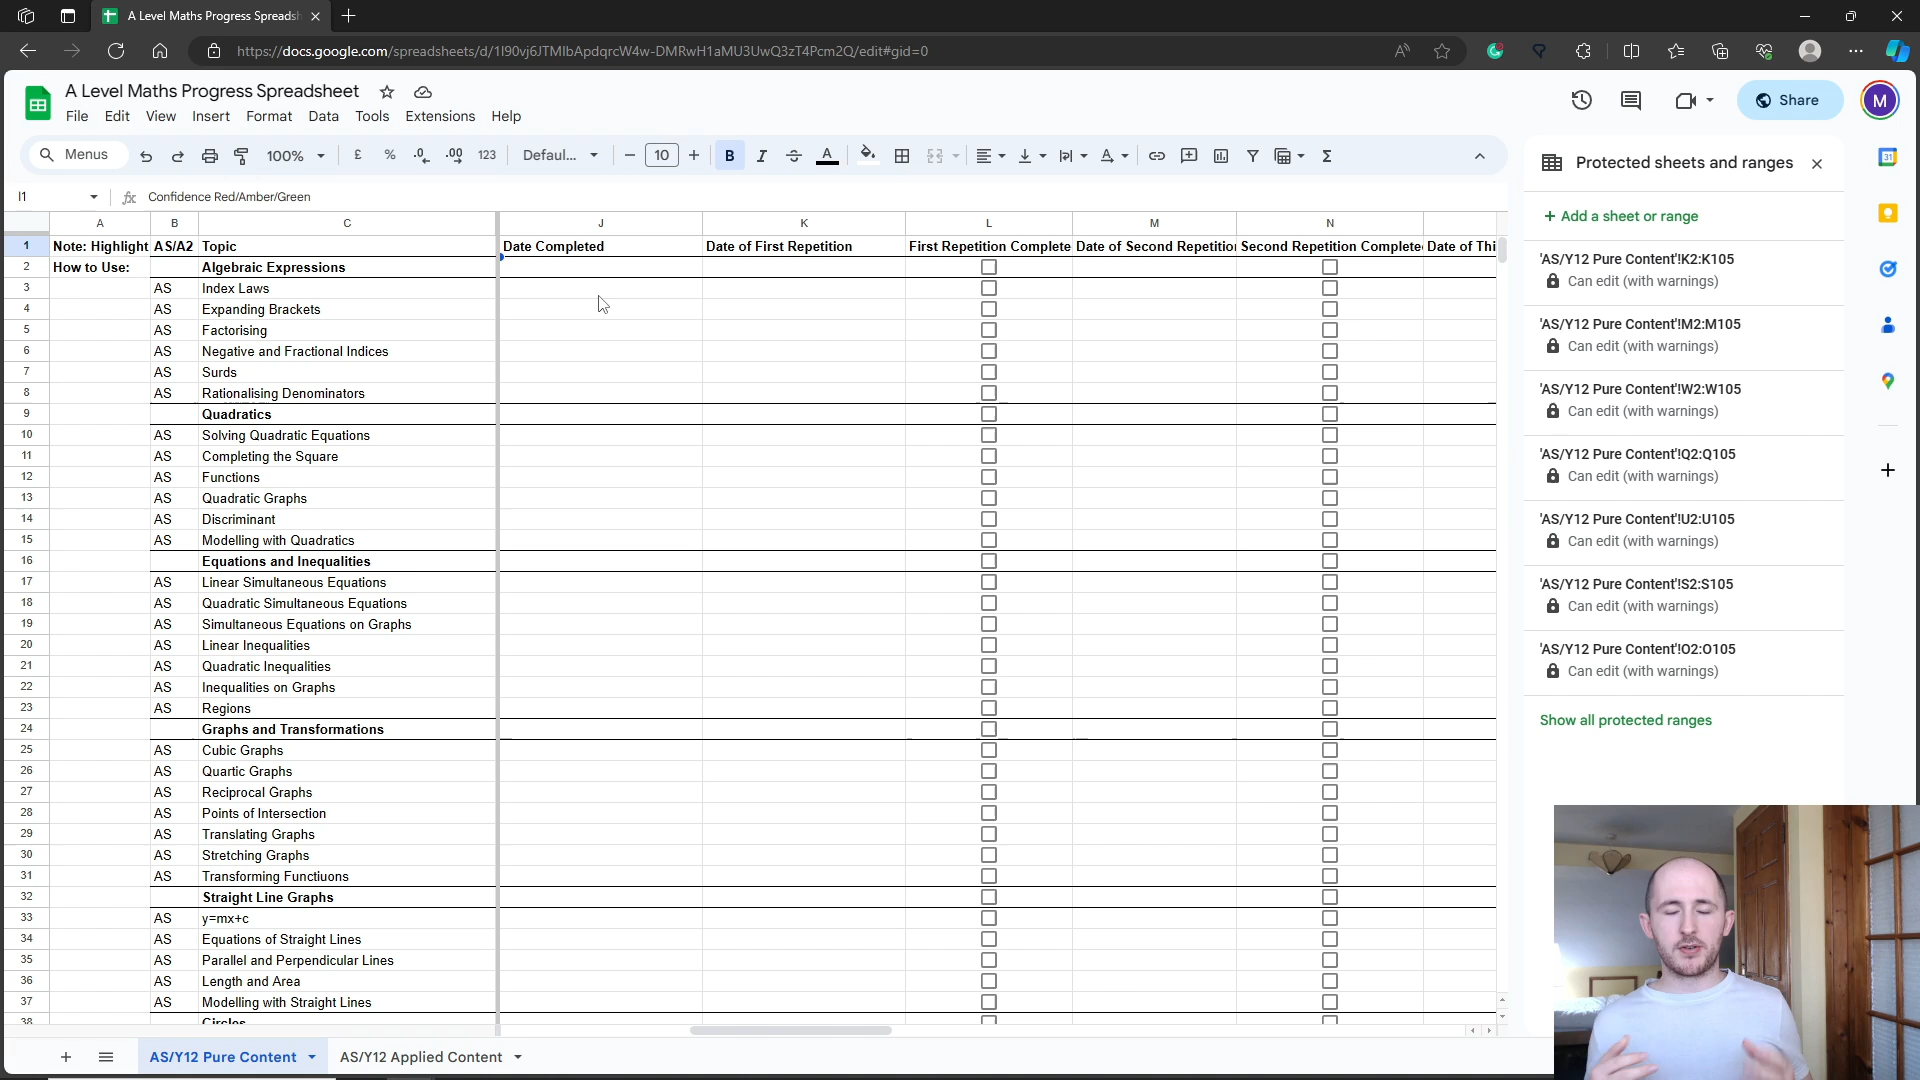 A Level Maths Progress Spreadsh
https://docs.google.com/spreadsheets/d/1I90vj6JTMIbApdqrcW4w-DMRwH1aMU3UwQ3zT4Pcm2Q/edit#gid=0
A Level Maths Progress Spreadsheet
File Edit View Insert Format Data Tools Extensions Help
Share
M
Menus 100% £ % .0 .00 123 Defaul... 10 B I A
Protected sheets and ranges
I1 Confidence Red/Amber/Green
A B C J K L M N
+ Add a sheet or range
1 Note: Highlight AS/A2 Topic Date Completed Date of First Repetition First Repetition Complete Date of Second Repetitio Second Repetition Complete Date of Thi
2 How to Use: Algebraic Expressions
3 AS Index Laws
4 AS Expanding Brackets
5 AS Factorising
6 AS Negative and Fractional Indices
7 AS Surds
8 AS Rationalising Denominators
9 Quadratics
10 AS Solving Quadratic Equations
11 AS Completing the Square
12 AS Functions
13 AS Quadratic Graphs
14 AS Discriminant
15 AS Modelling with Quadratics
16 Equations and Inequalities
17 AS Linear Simultaneous Equations
18 AS Quadratic Simultaneous Equations
19 AS Simultaneous Equations on Graphs
20 AS Linear Inequalities
21 AS Quadratic Inequalities
22 AS Inequalities on Graphs
23 AS Regions
24 Graphs and Transformations
25 AS Cubic Graphs
26 AS Quartic Graphs
27 AS Reciprocal Graphs
28 AS Points of Intersection
29 AS Translating Graphs
30 AS Stretching Graphs
31 AS Transforming Functiuons
32 Straight Line Graphs
33 AS y=mx+c
34 AS Equations of Straight Lines
35 AS Parallel and Perpendicular Lines
36 AS Length and Area
37 AS Modelling with Straight Lines
38 Circles
'AS/Y12 Pure Content'!K2:K105
Can edit (with warnings)
'AS/Y12 Pure Content'!M2:M105
Can edit (with warnings)
'AS/Y12 Pure Content'!W2:W105
Can edit (with warnings)
'AS/Y12 Pure Content'!Q2:Q105
Can edit (with warnings)
'AS/Y12 Pure Content'!U2:U105
Can edit (with warnings)
'AS/Y12 Pure Content'!S2:S105
Can edit (with warnings)
'AS/Y12 Pure Content'!O2:O105
Can edit (with warnings)
Show all protected ranges
AS/Y12 Pure Content AS/Y12 Applied Content